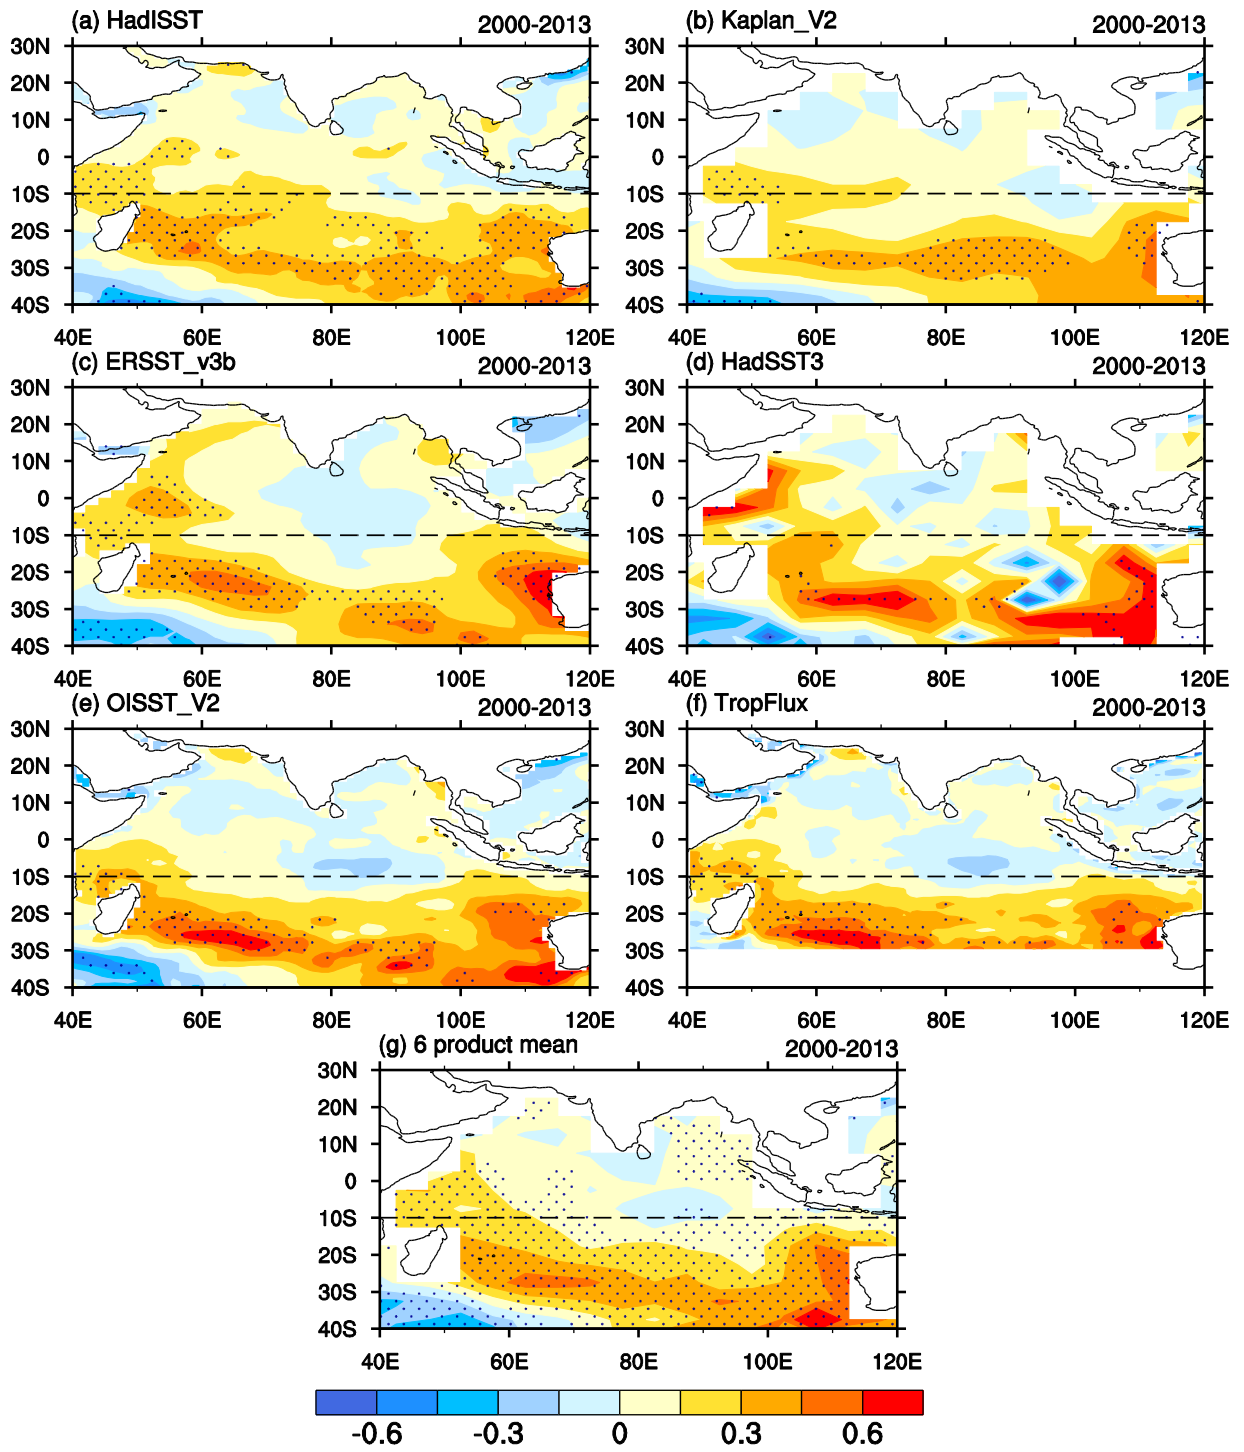 (a) HadISST 2000-2013 (b) Kaplan_V2 2000-2013
30N 30N
20N 20N
10N 10N
0 0
10S 10S
20S 20S
30S 30S
40S 40S
40E 60E 80E 100E 120E 40E 60E 80E 100E 120E
(c) ERSST_v3b 2000-2013 (d) HadSST3 2000-2013
30N 30N
20N 20N
10N 10N
0 0
10S 10S
20S 20S
30S 30S
40S 40S
40E 60E 80E 100E 120E 40E 60E 80E 100E 120E
(e) OISST_V2 2000-2013 (f) TropFlux 2000-2013
30N 30N
20N 20N
10N 10N
0 0
10S 10S
20S 20S
30S 30S
40S 40S
40E 60E 80E 100E 120E 40E 60E 80E 100E 120E
(g) 6 product mean 2000-2013
30N
20N
10N
0
10S
20S
30S
40S
40E 60E 80E 100E 120E
-0.6 -0.3 0 0.3 0.6